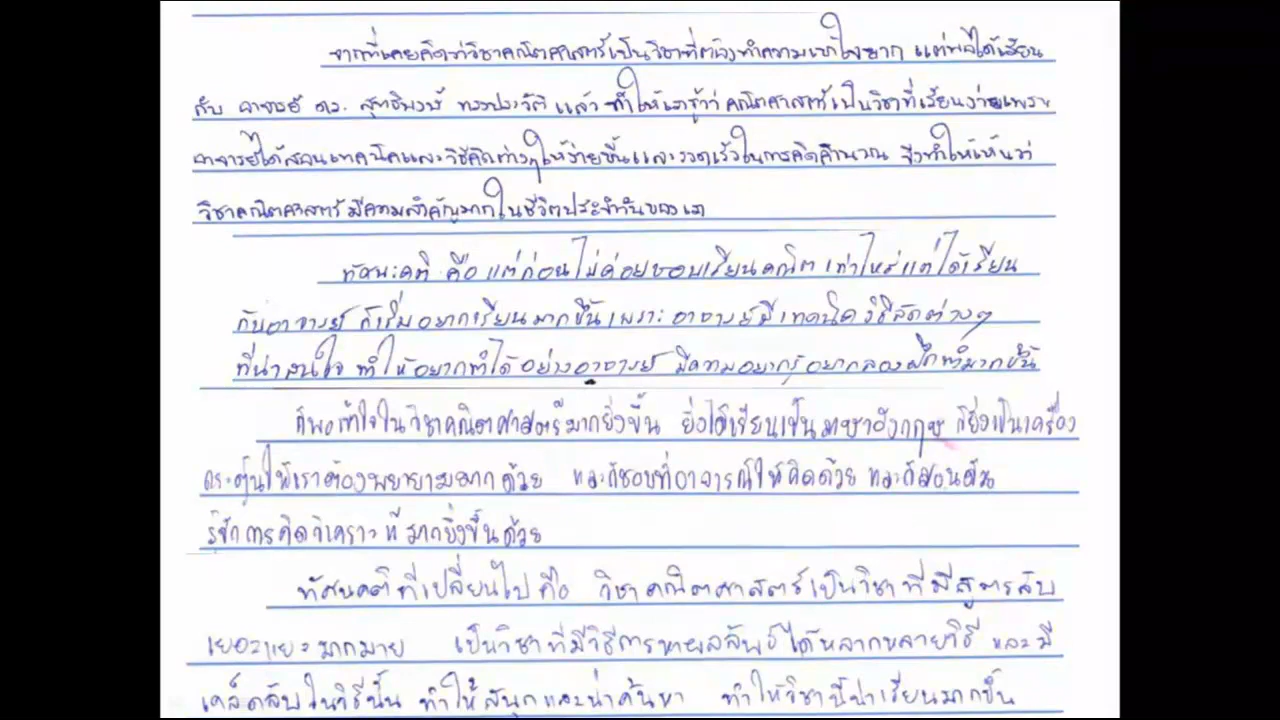 จากที่เคยคิดว่าวิชาคณิตศาสตร์เป็นวิชาที่ต้องทำความเข้าใจยาก แต่พอได้เรียน
กับ อาจารย์ ดร. สุทธิพงษ์ แล้ว ทำให้เรารู้ว่า คณิตศาสตร์เป็นวิชาที่เรียนง่ายเพราะ
อาจารย์ได้สอนเทคนิคและวิธีคิดต่างๆให้ง่ายขึ้นและรวดเร็วในการคิดคำนวณ จึงทำให้เห็นว่า
วิชาคณิตศาสตร์มีความสำคัญมากในชีวิตประจำวันของเรา
ทัศนะคติ คือ แต่ก่อนไม่ค่อยชอบเรียนคณิต เท่าไหร่แต่ได้เรียน
กับอาจารย์ ก็เริ่มอยากเรียนมากขึ้นเพราะ อาจารย์มีเทคนิค วิธีลัดต่างๆ
ที่น่าสนใจ ทำให้อยากทำได้ อย่างอาจารย์ มีความอยากรู้อยากลองฝึกทำมากขึ้น
ก็พอเข้าใจในวิชาคณิตศาสตร์มากยิ่งขึ้น ยิ่งได้เรียนเป็นภาษาอังกฤษ ก็ยิ่งเป็นเครื่อง
กระตุ้นให้เราต้องพยายามมากด้วย และก็ชอบที่อาจารณ์ให้คิดด้วย และก็สอนฉัน
รู้จักการคิดวิเคราะห์มากยิ่งขึ้นด้วย
ทัศนคติที่เปลี่ยนไป คือ วิชาคณิตศาสตร์เป็นวิชาที่มีสูตรลับ
เยอะแยะมากมาย เป็นวิชาที่มีวิธีการหาผลลัพธ์ได้หลากหลายวิธี และมี
เคล็ดลับในวิธีนั้น ทำให้สนุกและน่าค้นหา ทำให้วิชานี้น่าเรียนมากขึ้น